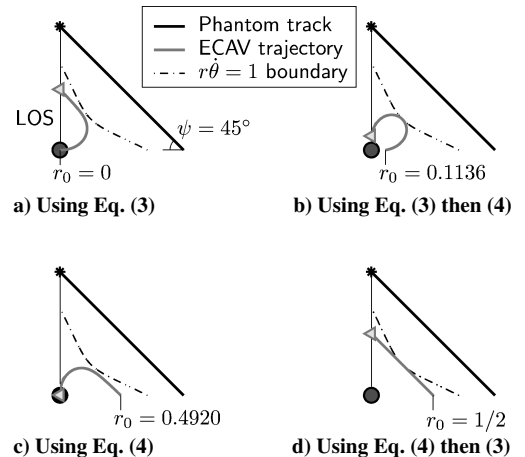 Phantom track
ECAV trajectory
rθ̇ = 1 boundary
LOS
ψ = 45°
r₀ = 0
r₀ = 0.1136
a) Using Eq. (3)
b) Using Eq. (3) then (4)
r₀ = 0.4920
r₀ = 1/2
c) Using Eq. (4)
d) Using Eq. (4) then (3)